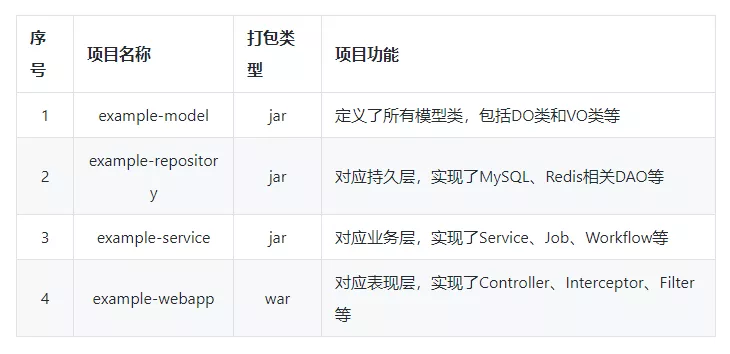 序号 项目名称 打包类型 项目功能
1 example-model jar 定义了所有模型类，包括DO类和VO类等
2 example-repository jar 对应持久层，实现了MySQL、Redis相关DAO等
3 example-service jar 对应业务层，实现了Service、Job、Workflow等
4 example-webapp war 对应表现层，实现了Controller、Interceptor、Filter等